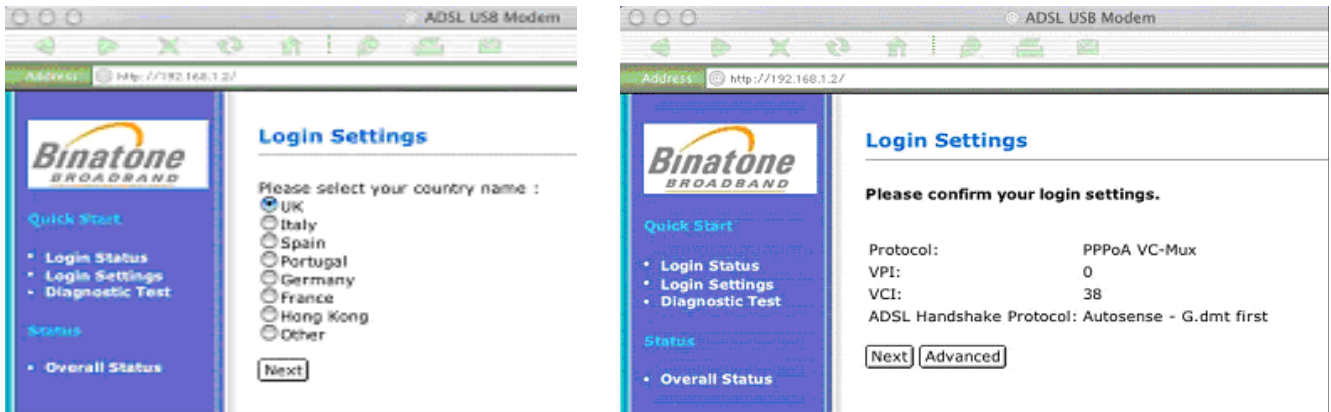 ADSL USB Modem
Address http://192.168.1.2/
Binatone
BROADBAND
Quick Start
• Login Status
• Login Settings
• Diagnostic Test
Status
• Overall Status
Login Settings
Please select your country name :
UK
Italy
Spain
Portugal
Germany
France
Hong Kong
Other
Next
ADSL USB Modem
Address http://192.168.1.2/
Binatone
BROADBAND
Quick Start
• Login Status
• Login Settings
• Diagnostic Test
Status
• Overall Status
Login Settings
Please confirm your login settings.
Protocol: PPPoA VC-Mux
VPI: 0
VCI: 38
ADSL Handshake Protocol: Autosense - G.dmt first
Next Advanced